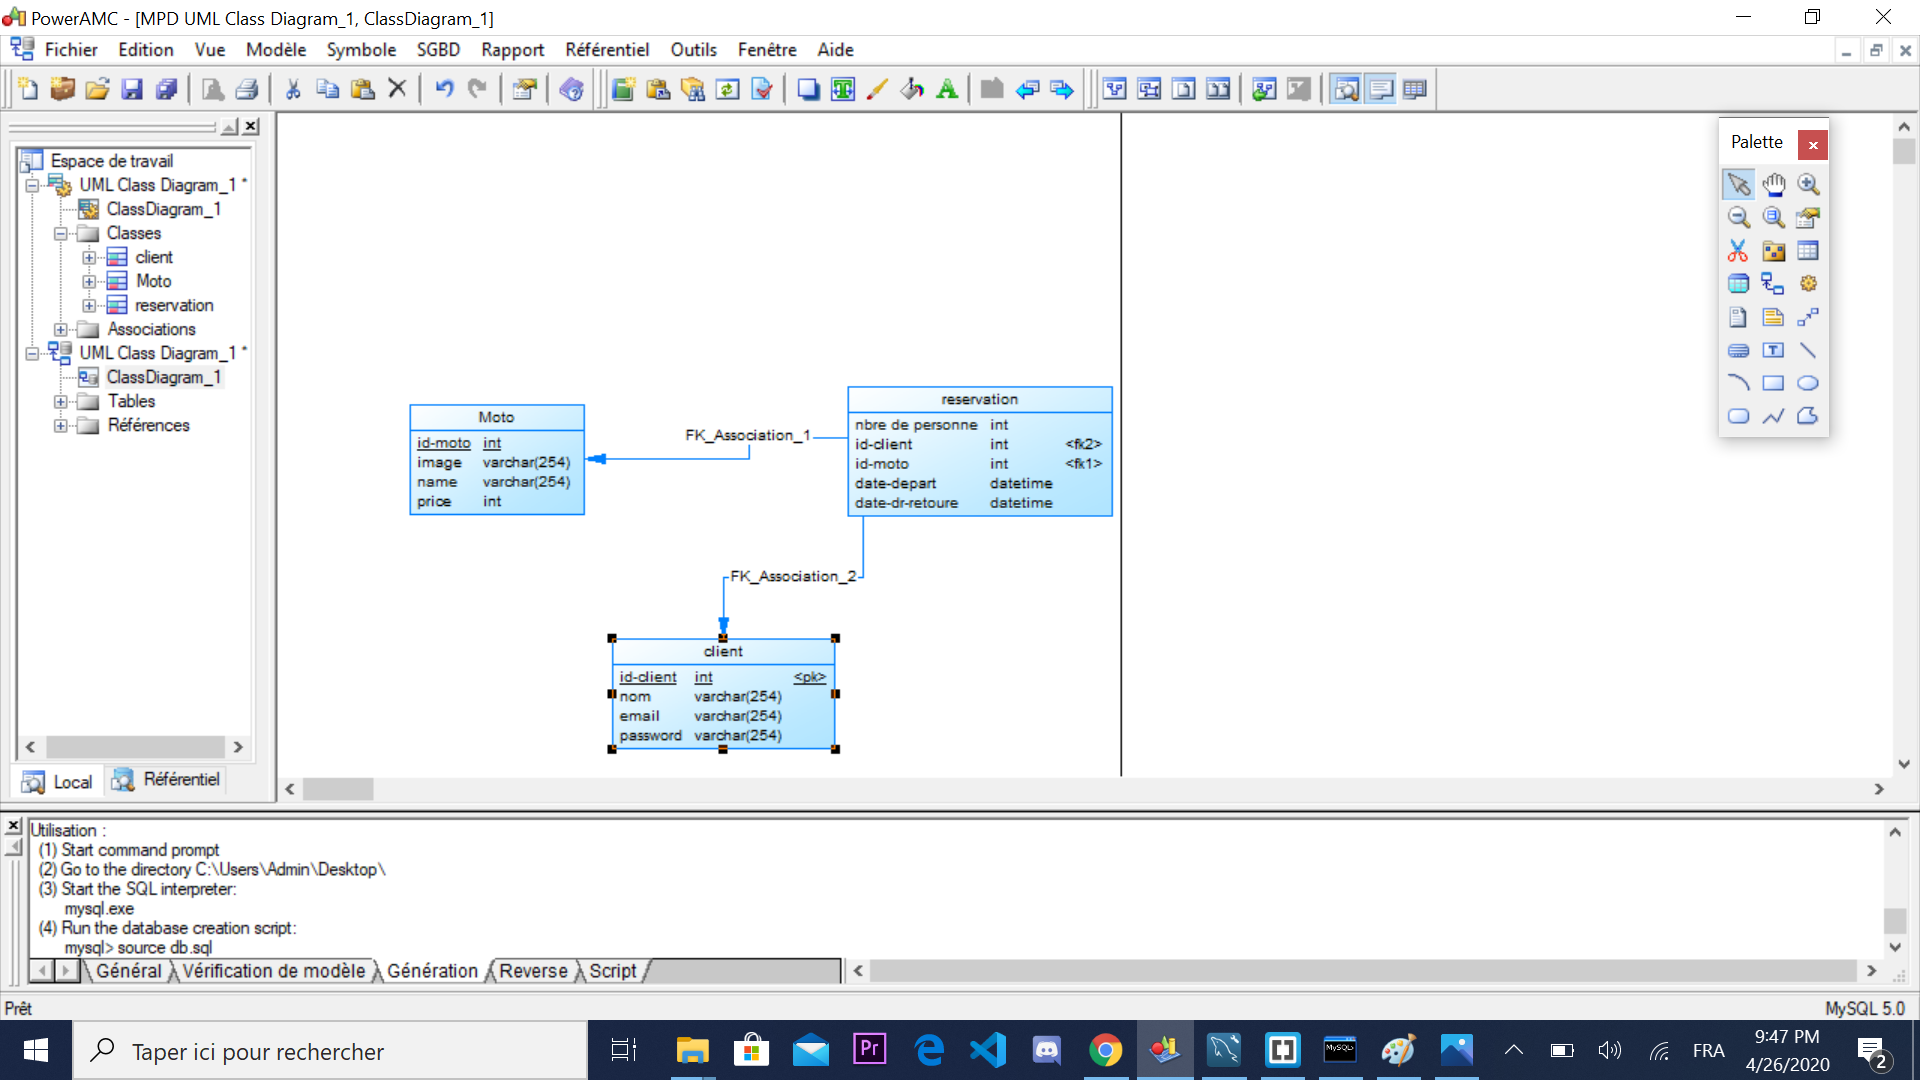 PowerAMC - [MPD UML Class Diagram_1, ClassDiagram_1]
Fichier Edition Vue Modèle Symbole SGBD Rapport Référentiel Outils Fenêtre Aide
Espace de travail
UML Class Diagram_1 *
ClassDiagram_1
Classes
client
Moto
reservation
Associations
UML Class Diagram_1 *
ClassDiagram_1
Tables
Références
Local Référentiel
Palette
Moto
id-moto int
image varchar(254)
name varchar(254)
price int
FK_Association_1
reservation
nbre de personne int
id-client int <fk2>
id-moto int <fk1>
date-depart datetime
date-dr-retoure datetime
FK_Association_2
client
id-client int <pk>
nom varchar(254)
email varchar(254)
password varchar(254)
Utilisation :
(1) Start command prompt
(2) Go to the directory C:\Users\Admin\Desktop\
(3) Start the SQL interpreter:
mysql.exe
(4) Run the database creation script:
mysql> source db.sql
Général Vérification de modèle Génération Reverse Script
Prêt
MySQL 5.0
Taper ici pour rechercher
Pr
MySQL>
FRA
9:47 PM
4/26/2020
2